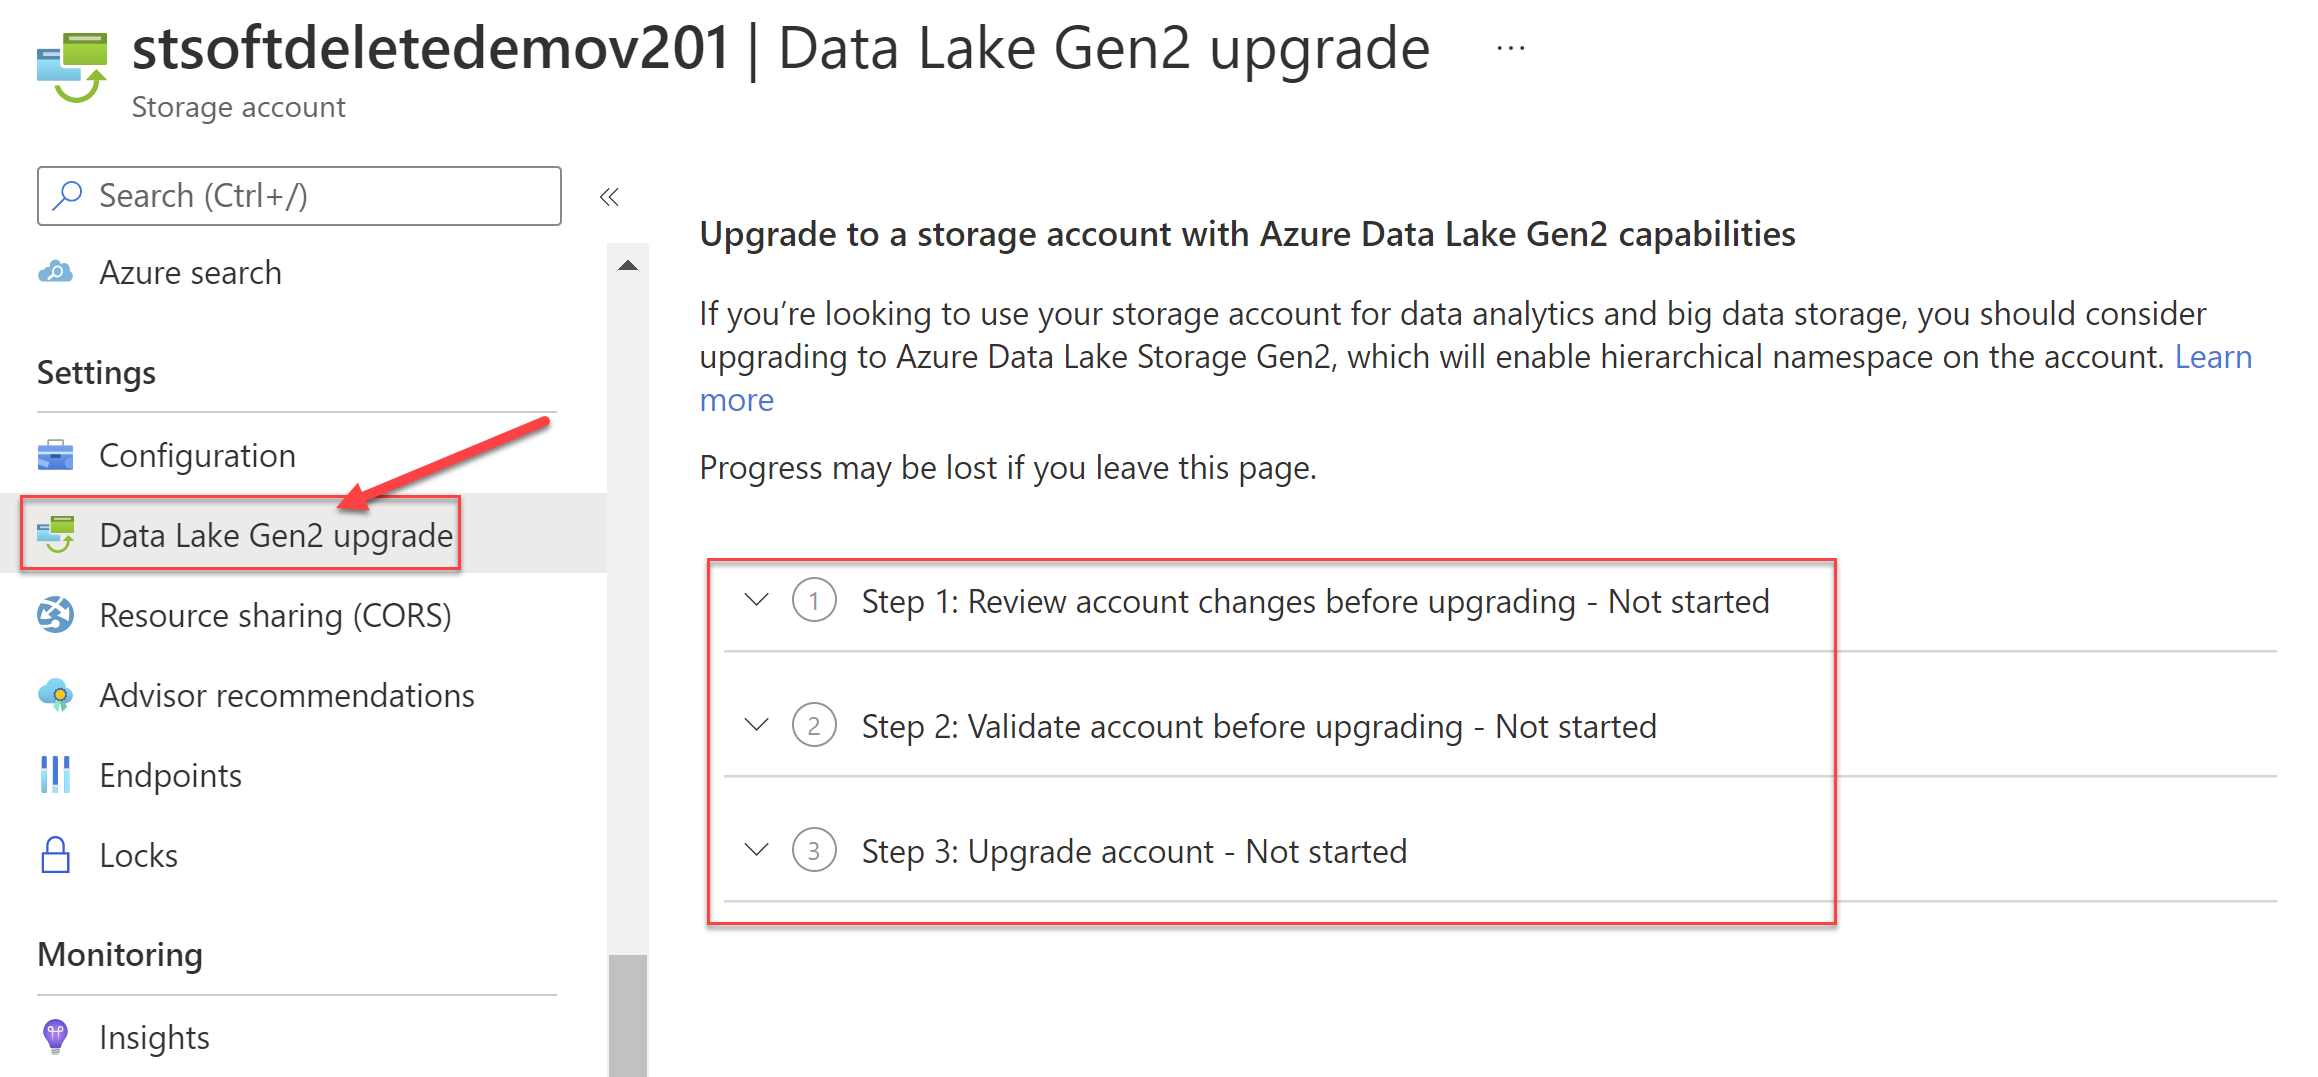 stsoftdeletedemov201 | Data Lake Gen2 upgrade ...
Storage account
Search (Ctrl+/)
Azure search
Settings
Configuration
Data Lake Gen2 upgrade
Resource sharing (CORS)
Advisor recommendations
Endpoints
Locks
Monitoring
Insights
Upgrade to a storage account with Azure Data Lake Gen2 capabilities
If you’re looking to use your storage account for data analytics and big data storage, you should consider
upgrading to Azure Data Lake Storage Gen2, which will enable hierarchical namespace on the account. Learn
more
Progress may be lost if you leave this page.
1 Step 1: Review account changes before upgrading - Not started
2 Step 2: Validate account before upgrading - Not started
3 Step 3: Upgrade account - Not started